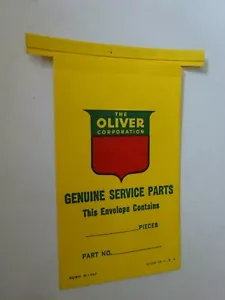 THE
OLIVER
CORPORATION
GENUINE SERVICE PARTS
This Envelope Contains
PIECES
PART NO.